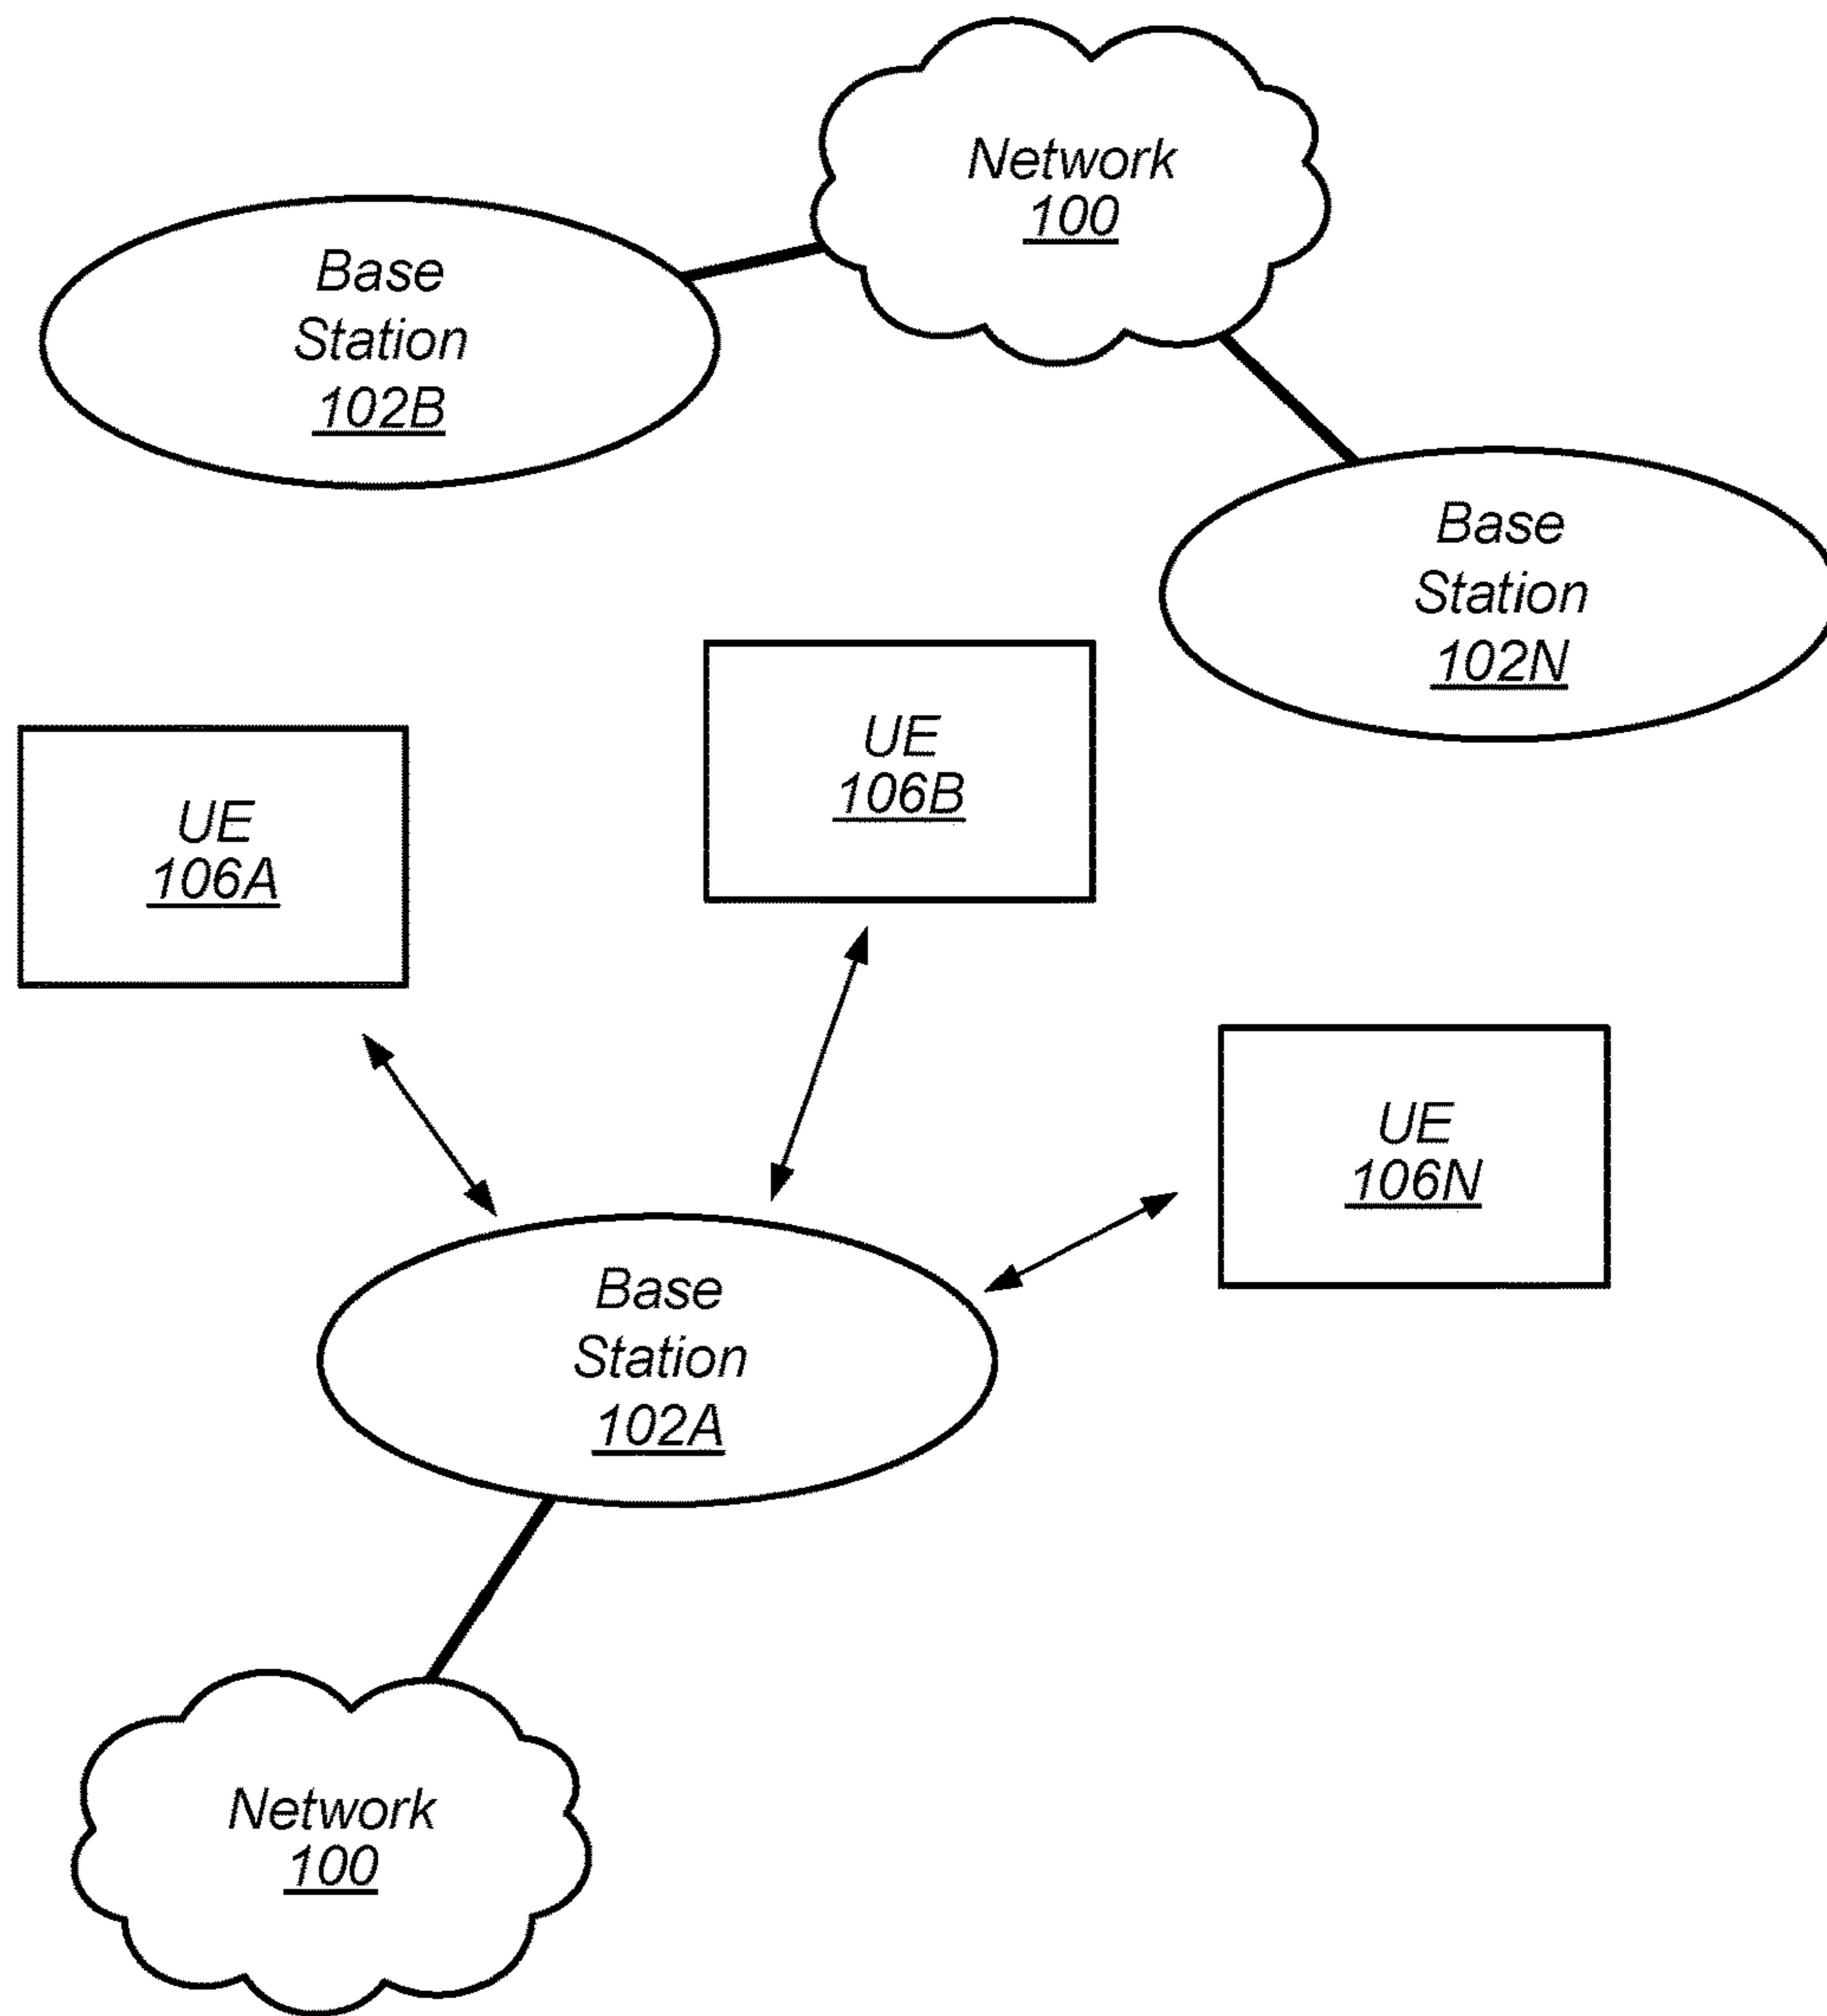 Network
100
Base
Station
102B
Base
Station
102N
UE
106B
UE
106A
UE
106N
Base
Station
102A
Network
100